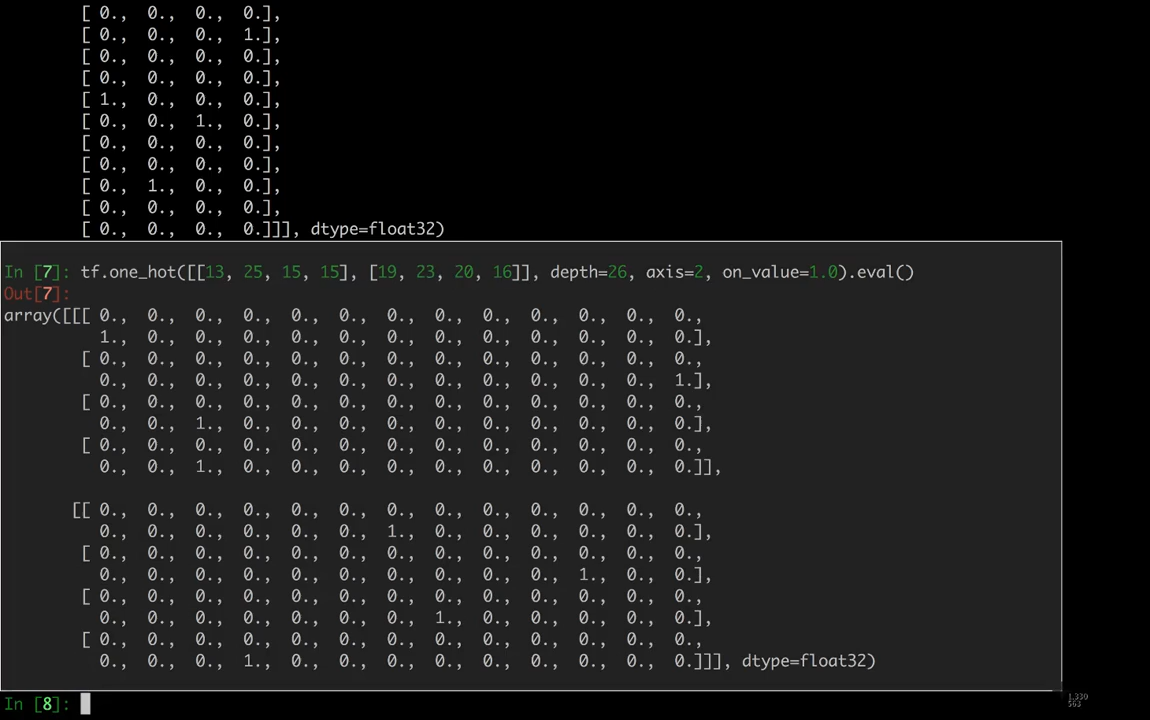 [ 0., 0., 0., 0.],
[ 0., 0., 0., 1.],
[ 0., 0., 0., 0.],
[ 0., 0., 0., 0.],
[ 1., 0., 0., 0.],
[ 0., 0., 1., 0.],
[ 0., 0., 0., 0.],
[ 0., 0., 0., 0.],
[ 0., 1., 0., 0.],
[ 0., 0., 0., 0.],
[ 0., 0., 0., 0.]]], dtype=float32)
In [7]: tf.one_hot([[13, 25, 15, 15], [19, 23, 20, 16]], depth=26, axis=2, on_value=1.0).eval()
Out[7]:
array([[[ 0., 0., 0., 0., 0., 0., 0., 0., 0., 0., 0., 0., 0.,
1., 0., 0., 0., 0., 0., 0., 0., 0., 0., 0., 0., 0.],
[ 0., 0., 0., 0., 0., 0., 0., 0., 0., 0., 0., 0., 0.,
0., 0., 0., 0., 0., 0., 0., 0., 0., 0., 0., 0., 1.],
[ 0., 0., 0., 0., 0., 0., 0., 0., 0., 0., 0., 0., 0.,
0., 0., 1., 0., 0., 0., 0., 0., 0., 0., 0., 0., 0.],
[ 0., 0., 0., 0., 0., 0., 0., 0., 0., 0., 0., 0., 0.,
0., 0., 1., 0., 0., 0., 0., 0., 0., 0., 0., 0., 0.]],
[[ 0., 0., 0., 0., 0., 0., 0., 0., 0., 0., 0., 0., 0.,
0., 0., 0., 0., 0., 0., 1., 0., 0., 0., 0., 0., 0.],
[ 0., 0., 0., 0., 0., 0., 0., 0., 0., 0., 0., 0., 0.,
0., 0., 0., 0., 0., 0., 0., 0., 0., 0., 1., 0., 0.],
[ 0., 0., 0., 0., 0., 0., 0., 0., 0., 0., 0., 0., 0.,
0., 0., 0., 0., 0., 0., 0., 1., 0., 0., 0., 0., 0.],
[ 0., 0., 0., 0., 0., 0., 0., 0., 0., 0., 0., 0., 0.,
0., 0., 0., 1., 0., 0., 0., 0., 0., 0., 0., 0., 0.]]], dtype=float32)
In [8]:
1,330
563